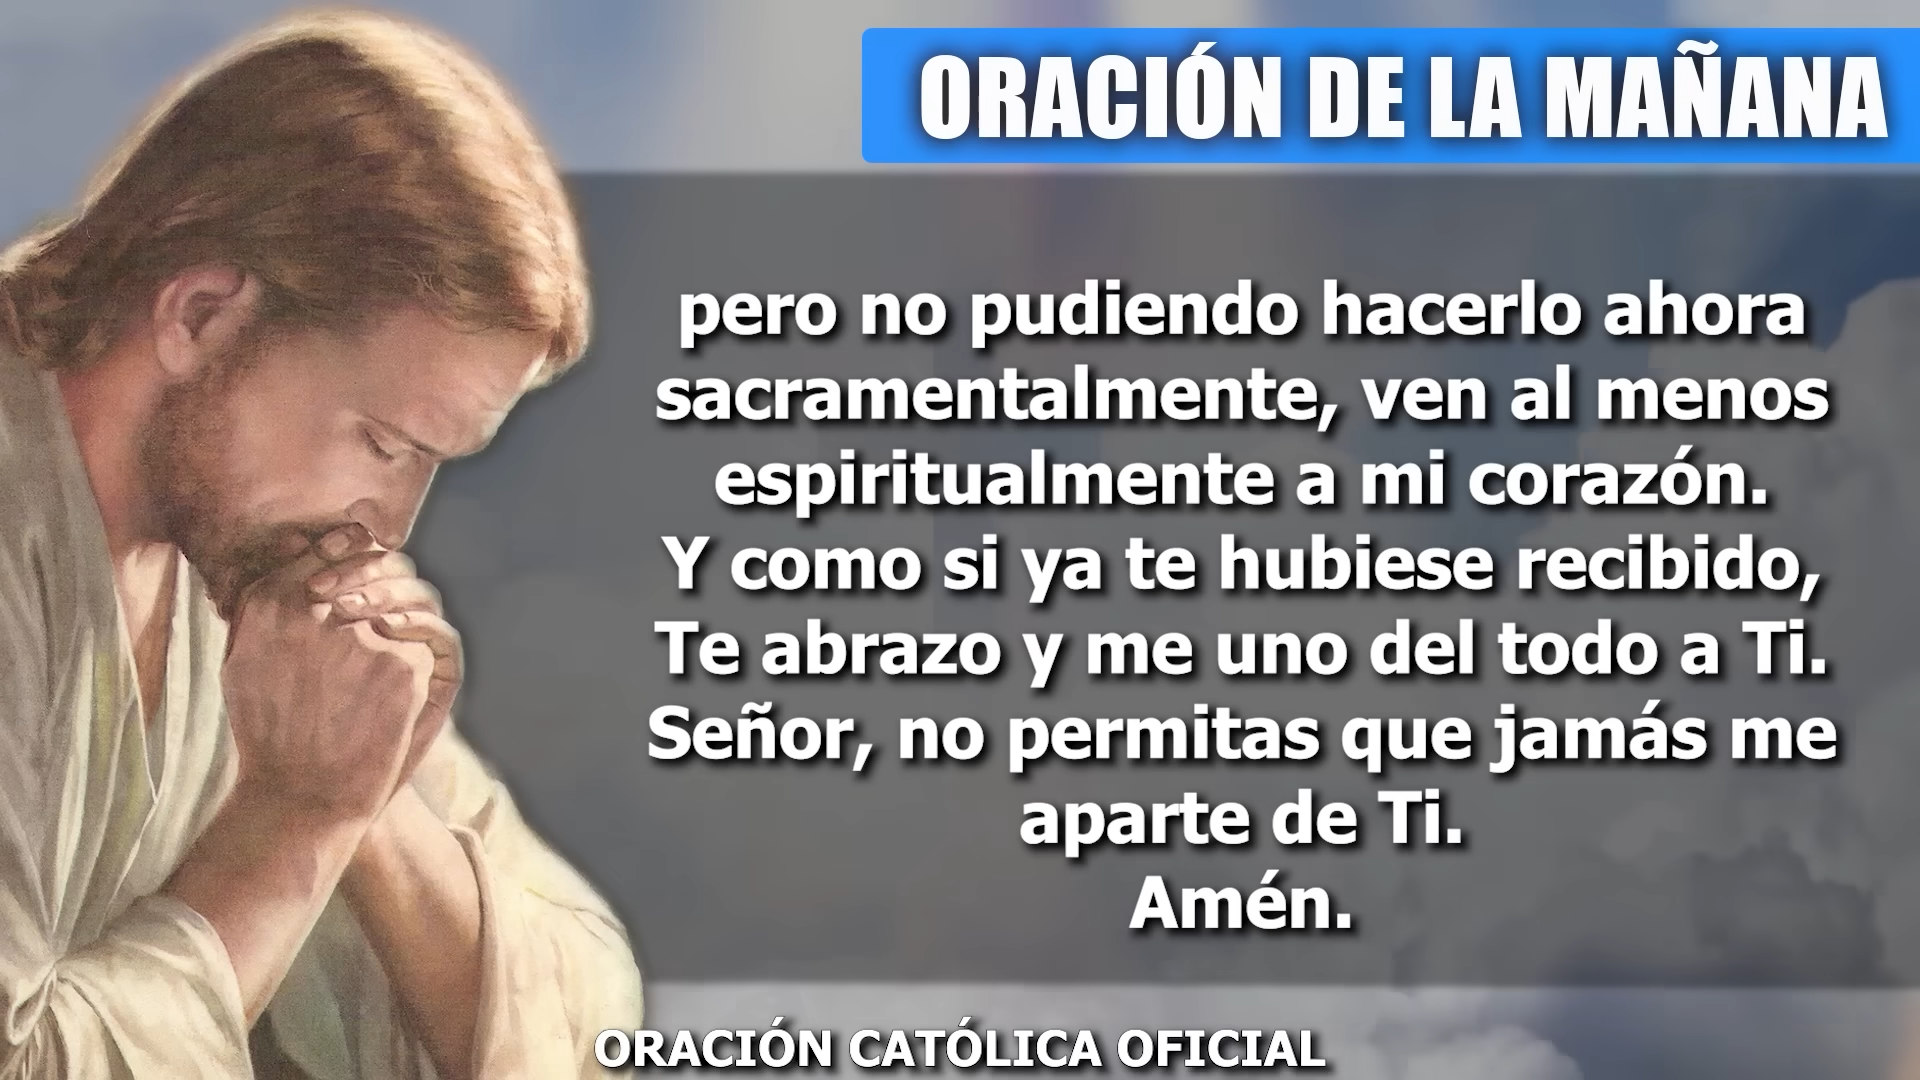 ORACIÓN DE LA MAÑANA
pero no pudiendo hacerlo ahora
sacramentalmente, ven al menos
espiritualmente a mi corazón.
Y como si ya te hubiese recibido,
Te abrazo y me uno del todo a Ti.
Señor, no permitas que jamás me
aparte de Ti.
Amén.
ORACIÓN CATÓLICA OFICIAL